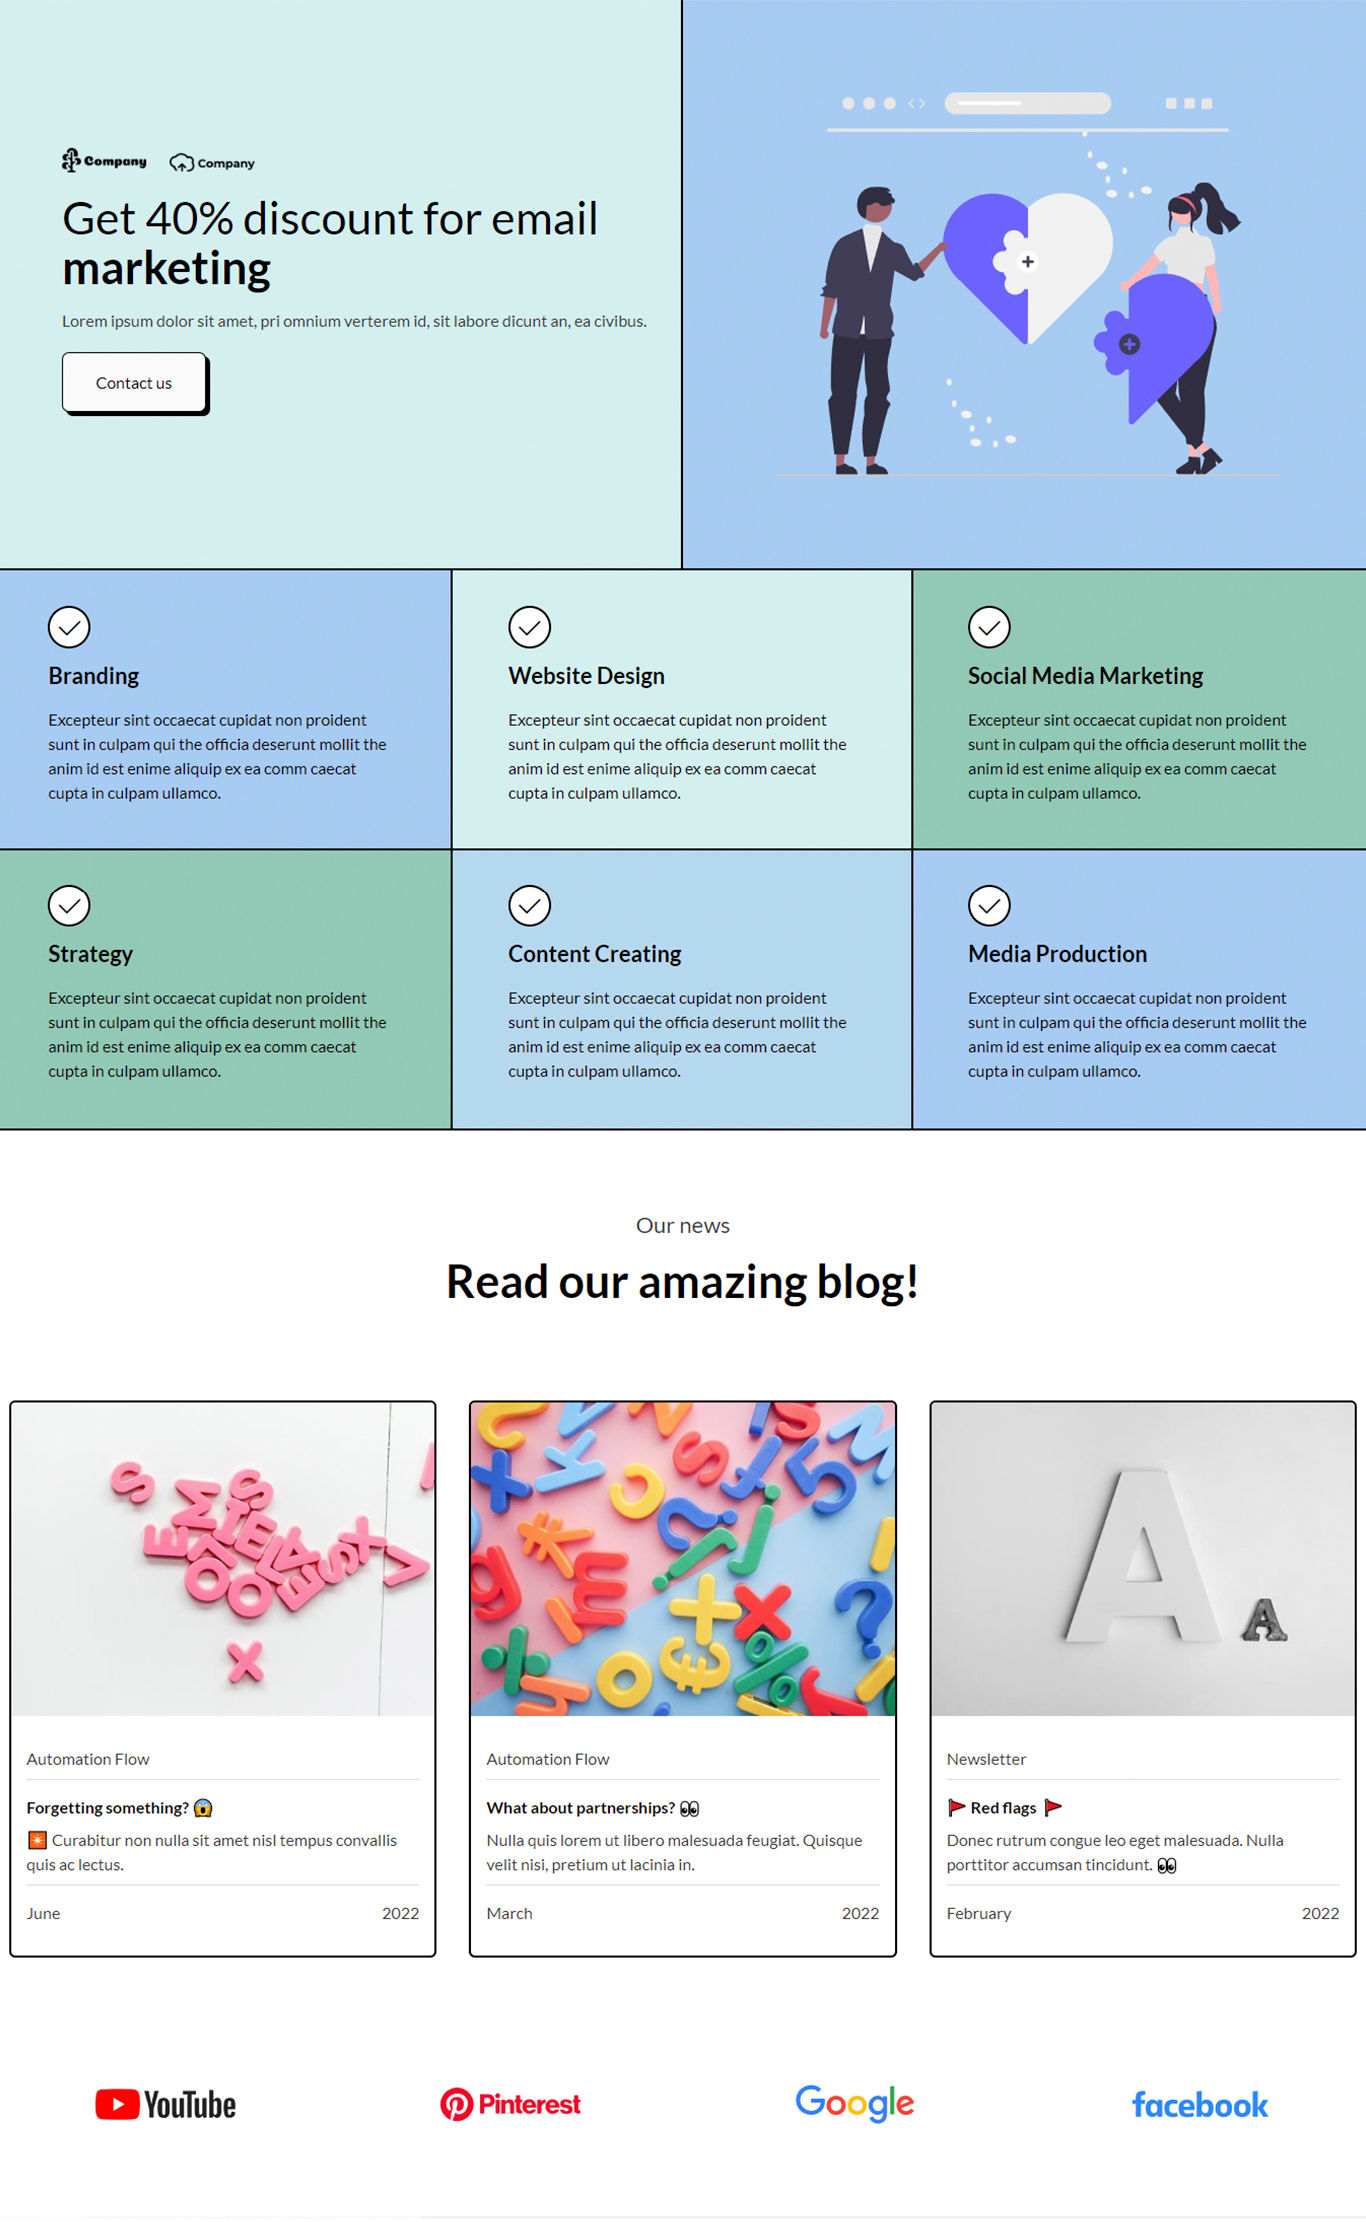 Company Company
Get 40% discount for email
marketing
Lorem ipsum dolor sit amet, pri omnium verterem id, sit labore dicunt an, ea civibus.
Contact us
Branding
Excepteur sint occaecat cupidat non proident
sunt in culpam qui the officia deserunt mollit the
anim id est enime aliquip ex ea comm caecat
cupta in culpam ullamco.
Website Design
Excepteur sint occaecat cupidat non proident
sunt in culpam qui the officia deserunt mollit the
anim id est enime aliquip ex ea comm caecat
cupta in culpam ullamco.
Social Media Marketing
Excepteur sint occaecat cupidat non proident
sunt in culpam qui the officia deserunt mollit the
anim id est enime aliquip ex ea comm caecat
cupta in culpam ullamco.
Strategy
Excepteur sint occaecat cupidat non proident
sunt in culpam qui the officia deserunt mollit the
anim id est enime aliquip ex ea comm caecat
cupta in culpam ullamco.
Content Creating
Excepteur sint occaecat cupidat non proident
sunt in culpam qui the officia deserunt mollit the
anim id est enime aliquip ex ea comm caecat
cupta in culpam ullamco.
Media Production
Excepteur sint occaecat cupidat non proident
sunt in culpam qui the officia deserunt mollit the
anim id est enime aliquip ex ea comm caecat
cupta in culpam ullamco.
Our news
Read our amazing blog!
Automation Flow
Forgetting something? 😱
💥 Curabitur non nulla sit amet nisl tempus convallis
quis ac lectus.
June 2022
Automation Flow
What about partnerships? 👀
Nulla quis lorem ut libero malesuada feugiat. Quisque
velit nisi, pretium ut lacinia in.
March 2022
A A
Newsletter
🚩 Red flags 🚩
Donec rutrum congue leo eget malesuada. Nulla
porttitor accumsan tincidunt. 👀
February 2022
YouTube
Pinterest
Google
facebook